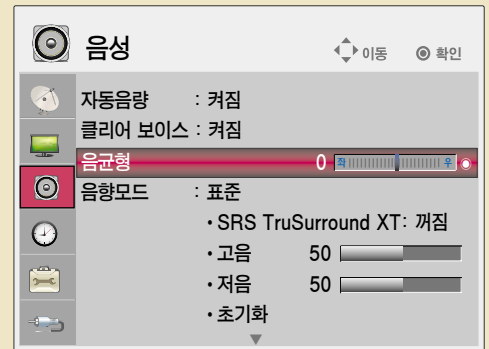 음성
이동 확인
자동음량 : 켜짐
클리어 보이스 : 켜짐
음균형 0 좌 우
음향모드 : 표준
• SRS TruSurround XT: 꺼짐
• 고음 50
• 저음 50
• 초기화